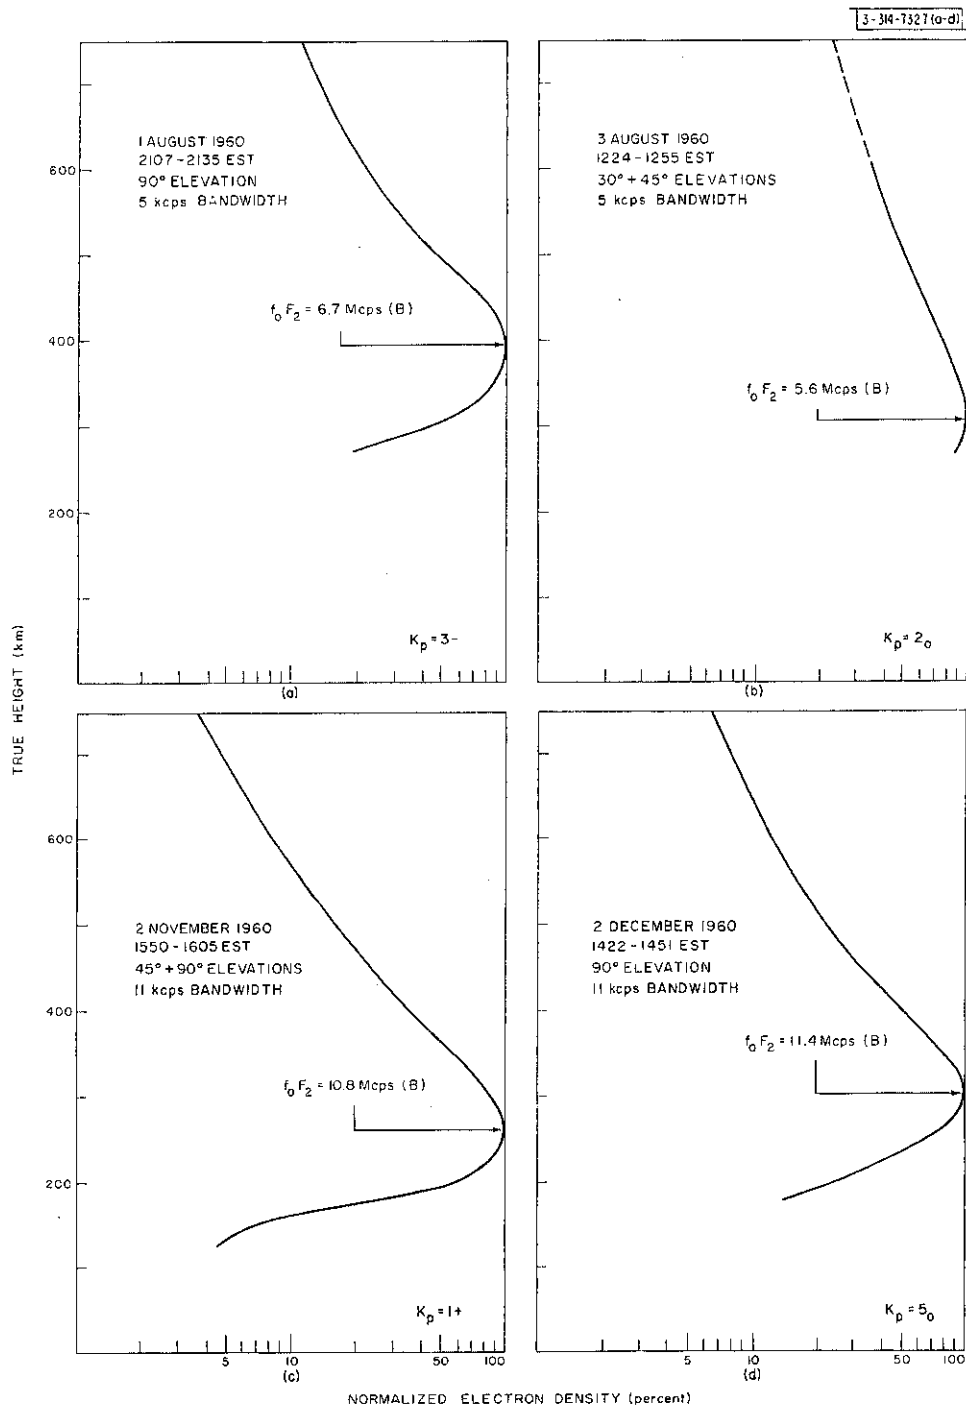 3-314-7327(a-d)
1 AUGUST 1960
2107-2135 EST
90° ELEVATION
5 kcps BANDWIDTH
f₀F₂ = 6.7 Mcps (B)
Kp = 3-
(a)
3 AUGUST 1960
1224-1255 EST
30° + 45° ELEVATIONS
5 kcps BANDWIDTH
f₀F₂ = 5.6 Mcps (B)
Kp = 2₀
(b)
600
400
200
TRUE HEIGHT (km)
2 NOVEMBER 1960
1550-1605 EST
45° + 90° ELEVATIONS
11 kcps BANDWIDTH
f₀F₂ = 10.8 Mcps (B)
Kp = 1+
600
400
200
5 10 50 100
(c)
2 DECEMBER 1960
1422-1451 EST
90° ELEVATION
11 kcps BANDWIDTH
f₀F₂ = 11.4 Mcps (B)
Kp = 5₀
5 10 50 100
(d)
NORMALIZED ELECTRON DENSITY (percent)